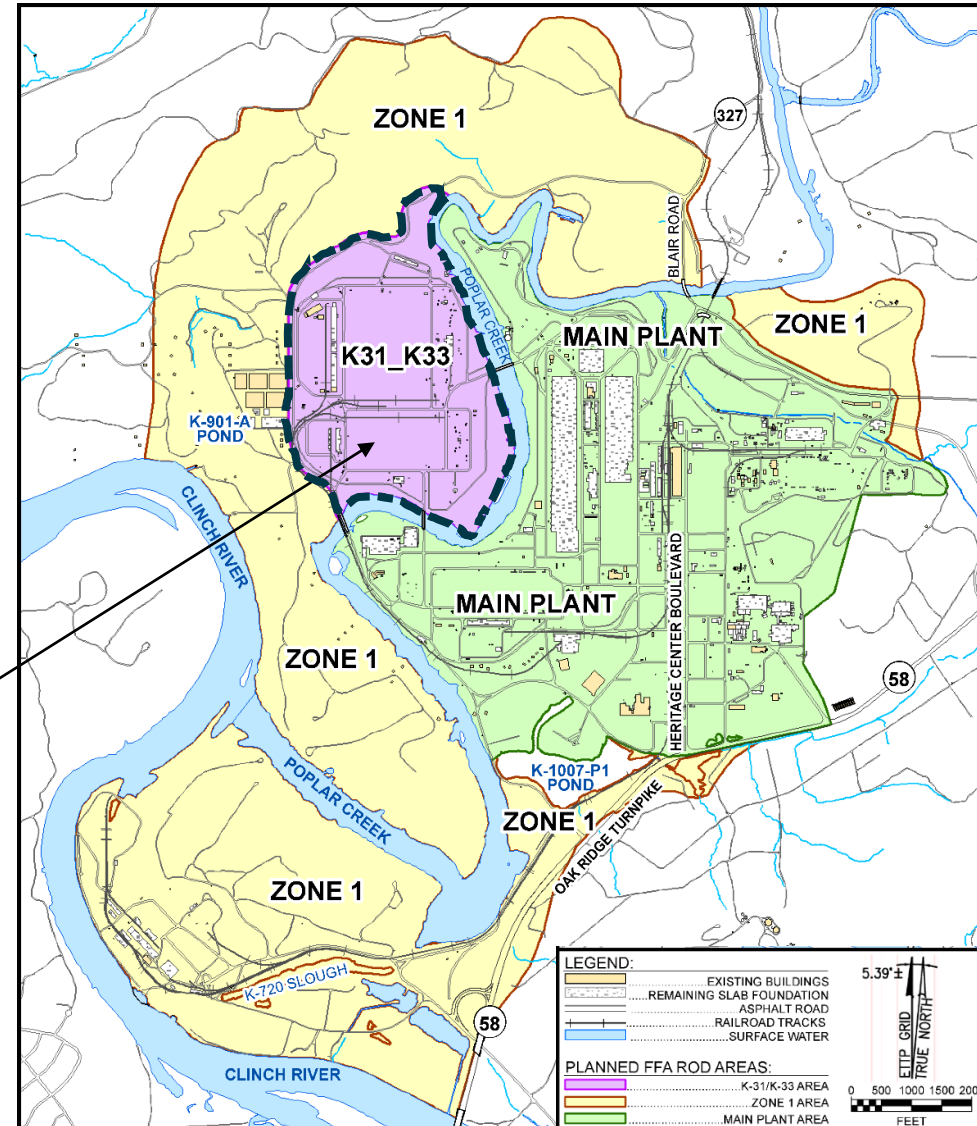 ZONE 1
327
BLAIR ROAD
POPLAR CREEK
MAIN PLANT
ZONE 1
K31_K33
K-901-A
POND
CLINCH RIVER
MAIN PLANT
HERITAGE CENTER BOULEVARD
ZONE 1
58
K-1007-P1
POND
POPLAR CREEK
ZONE 1
OAK RIDGE TURNPIKE
ZONE 1
K-720 SLOUGH
58
CLINCH RIVER
LEGEND:
EXISTING BUILDINGS
REMAINING SLAB FOUNDATION
ASPHALT ROAD
RAILROAD TRACKS
SURFACE WATER
PLANNED FFA ROD AREAS:
K-31/K-33 AREA
ZONE 1 AREA
MAIN PLANT AREA
5.39°±
ETTP GRID
TRUE NORTH
0 500 1000 1500
FEET